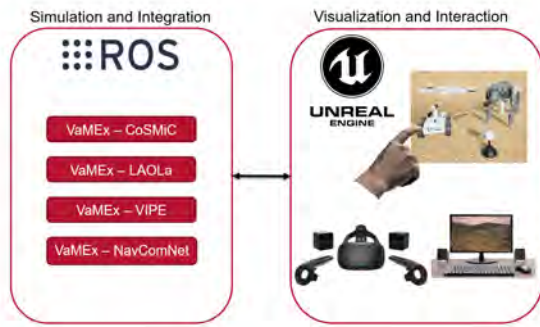 Simulation and Integration
Visualization and Interaction
ROS
VaMEx – CoSMiC
VaMEx – LAOLa
VaMEx – VIPE
VaMEx – NavComNet
UNREAL
ENGINE